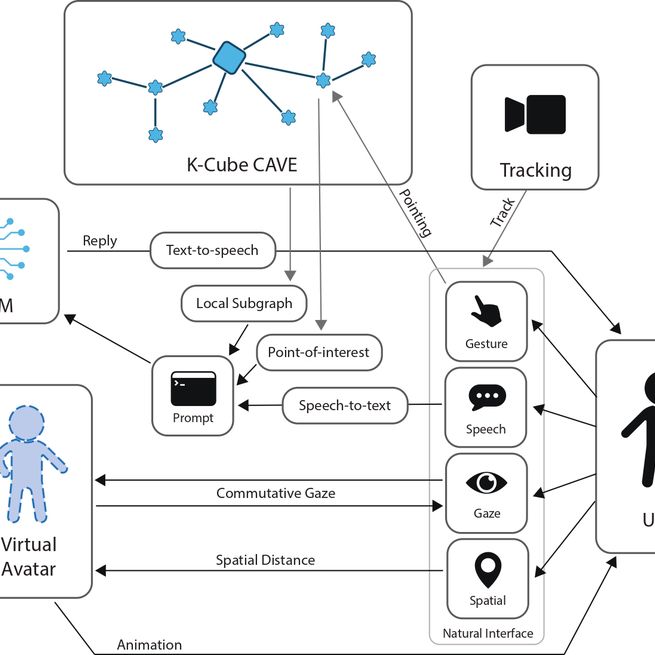 K-Cube CAVE
Tracking
Pointing
Track
Reply
Text-to-speech
M
Local Subgraph
Point-of-interest
Gesture
Prompt
Speech-to-text
Speech
Commutative Gaze
Gaze
U
Virtual
Avatar
Spatial Distance
Spatial
Natural Interface
Animation